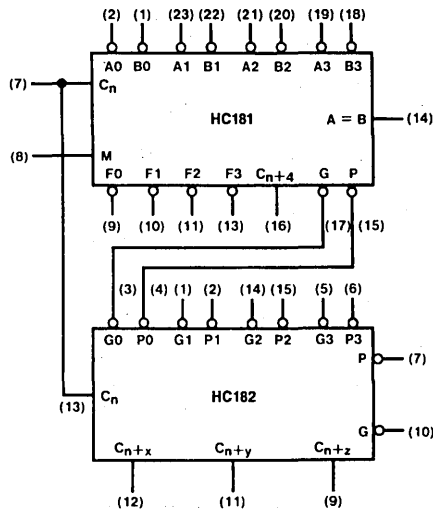 (2) (1) (23) (22) (21) (20) (19) (18)
A0 B0 A1 B1 A2 B2 A3 B3
(7) Cn
HC181
A = B (14)
(8) M
F0 F1 F2 F3 Cn+4 G P
(9) (10) (11) (13) (16) (17) (15)
(3) (4) (1) (2) (14) (15) (5) (6)
G0 P0 G1 P1 G2 P2 G3 P3
P (7)
(13) Cn HC182
G (10)
Cn+x Cn+y Cn+z
(12) (11) (9)